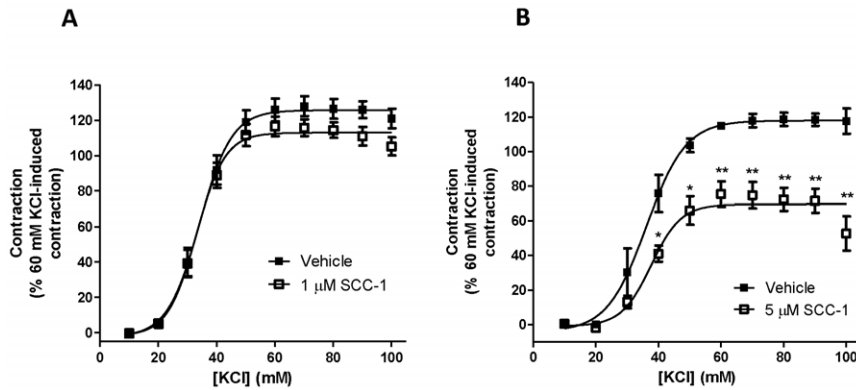 A
140
120
100
80
60
40
20
0
Contraction
(% 60 mM KCl-induced
contraction)
Vehicle
1 μM SCC-1
0 20 40 60 80 100
[KCl] (mM)
B
140
120
100
80
60
40
20
0
Contraction
(% 60 mM KCl-induced
contraction)
* * ** ** ** ** **
Vehicle
5 μM SCC-1
0 20 40 60 80 100
[KCl] (mM)